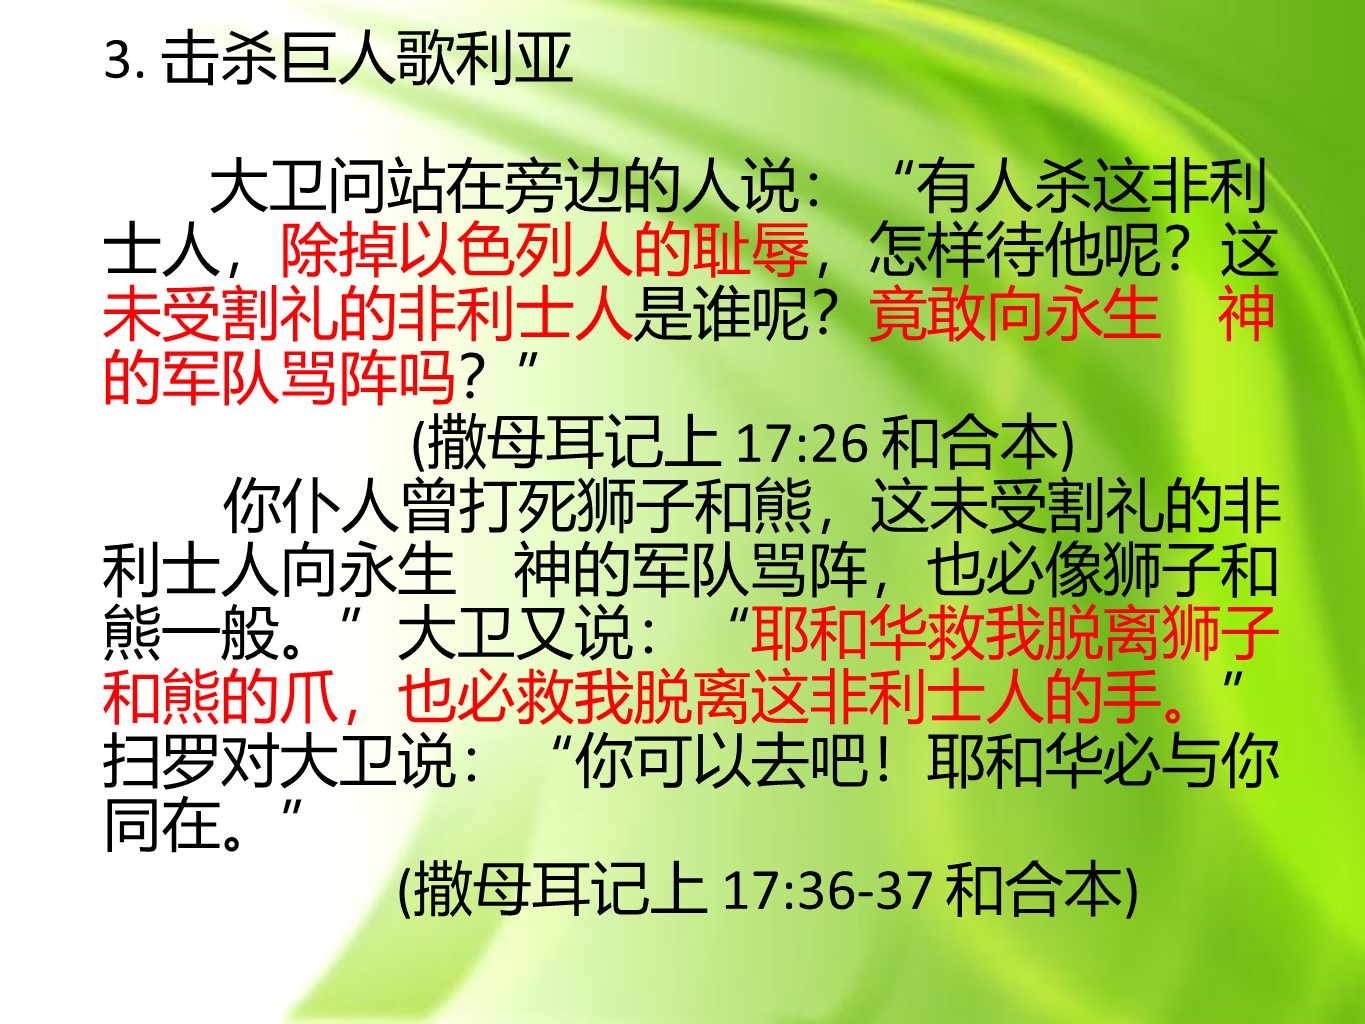 3. 击杀巨人歌利亚
大卫问站在旁边的人说：“有人杀这非利
士人，除掉以色列人的耻辱，怎样待他呢？这
未受割礼的非利士人是谁呢？竟敢向永生　神
的军队骂阵吗？”
(撒母耳记上 17:26 和合本)
你仆人曾打死狮子和熊，这未受割礼的非
利士人向永生　神的军队骂阵，也必像狮子和
熊一般。” 大卫又说：“耶和华救我脱离狮子
和熊的爪，也必救我脱离这非利士人的手。”
扫罗对大卫说：“你可以去吧！耶和华必与你
同在。”
(撒母耳记上 17:36-37 和合本)